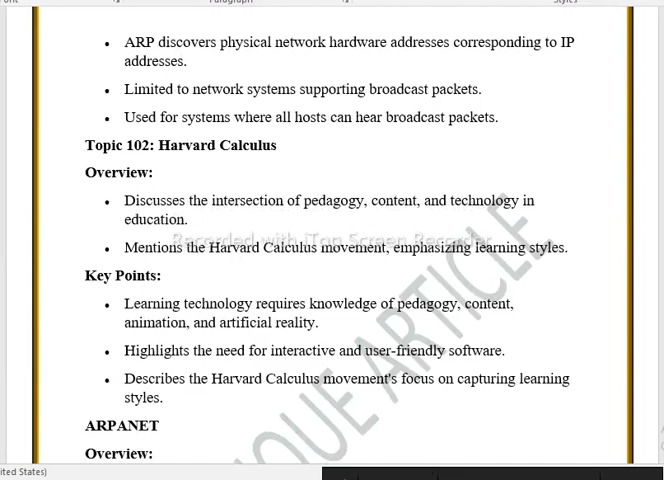 Paragraph
Styles
• ARP discovers physical network hardware addresses corresponding to IP
addresses.
• Limited to network systems supporting broadcast packets.
• Used for systems where all hosts can hear broadcast packets.
Topic 102: Harvard Calculus
Overview:
• Discusses the intersection of pedagogy, content, and technology in
education.
Recorded with iTop Screen Recorder
• Mentions the Harvard Calculus movement, emphasizing learning styles.
Key Points:
• Learning technology requires knowledge of pedagogy, content,
animation, and artificial reality.
• Highlights the need for interactive and user-friendly software.
• Describes the Harvard Calculus movement's focus on capturing learning
styles.
ARPANET
Overview:
QUE ARTICLE
ited States)